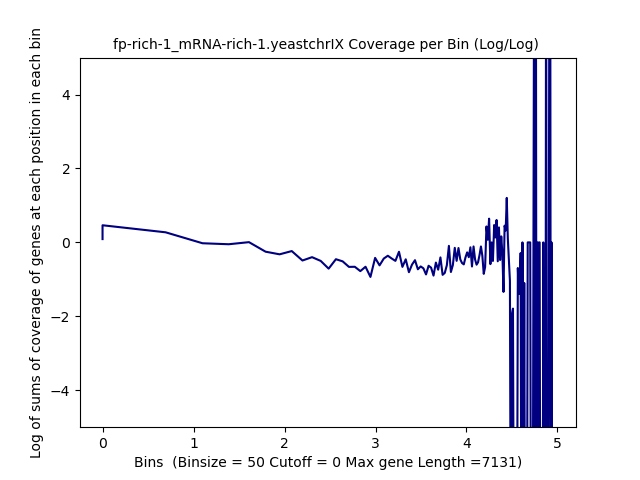 fp-rich-1_mRNA-rich-1.yeastchrIX Coverage per Bin (Log/Log)
Log of sums of coverage of genes at each position in each bin
4
2
0
−2
−4
0 1 2 3 4 5
Bins  (Binsize = 50 Cutoff = 0 Max gene Length =7131)